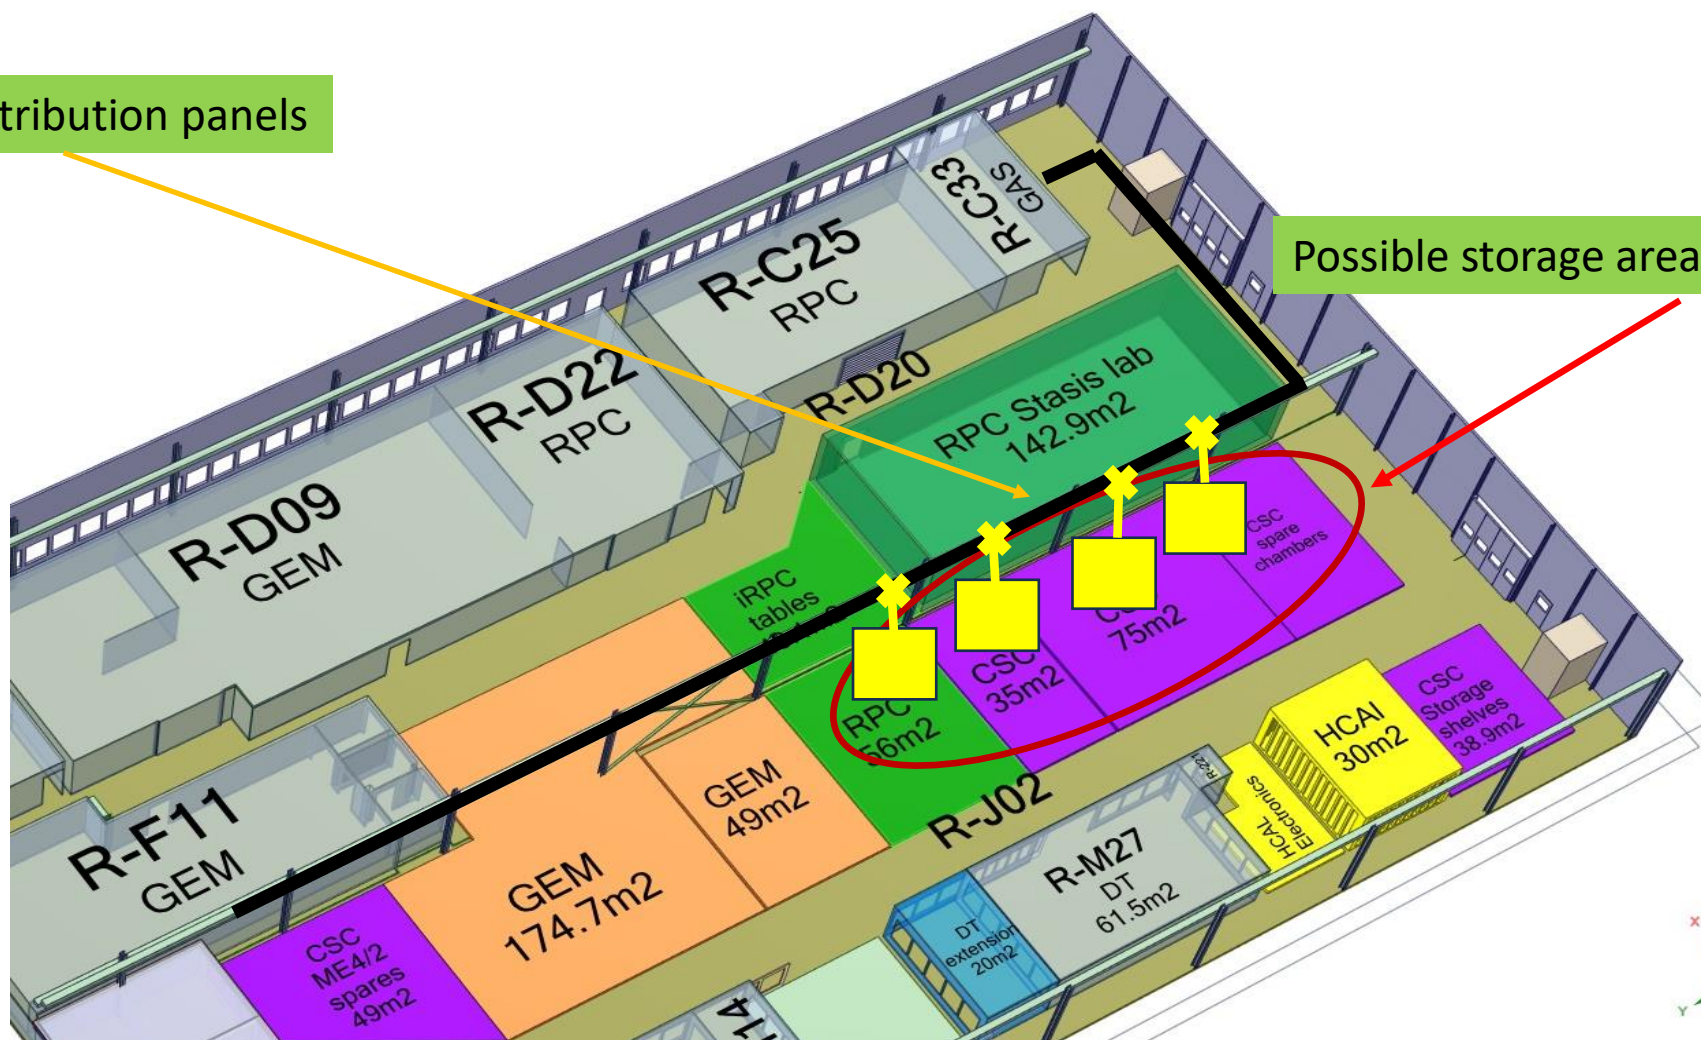 tribution panels
Possible storage area
R-C33
GAS
R-C25
RPC
R-D22
RPC
R-D20
RPC Stasis lab
142.9m2
R-D09
GEM
iRPC
tables
CSC
spare
chambers
75m2
CSC
35m2
RPC
56m2
GEM
49m2
R-J02
HCAl
30m2
CSC
Storage
shelves
38.9m2
R-22
HCAL
Electronics
R-M27
DT
61.5m2
DT
extension
20m2
R-F11
GEM
GEM
174.7m2
CSC
ME4/2
spares
49m2
14
X
Y